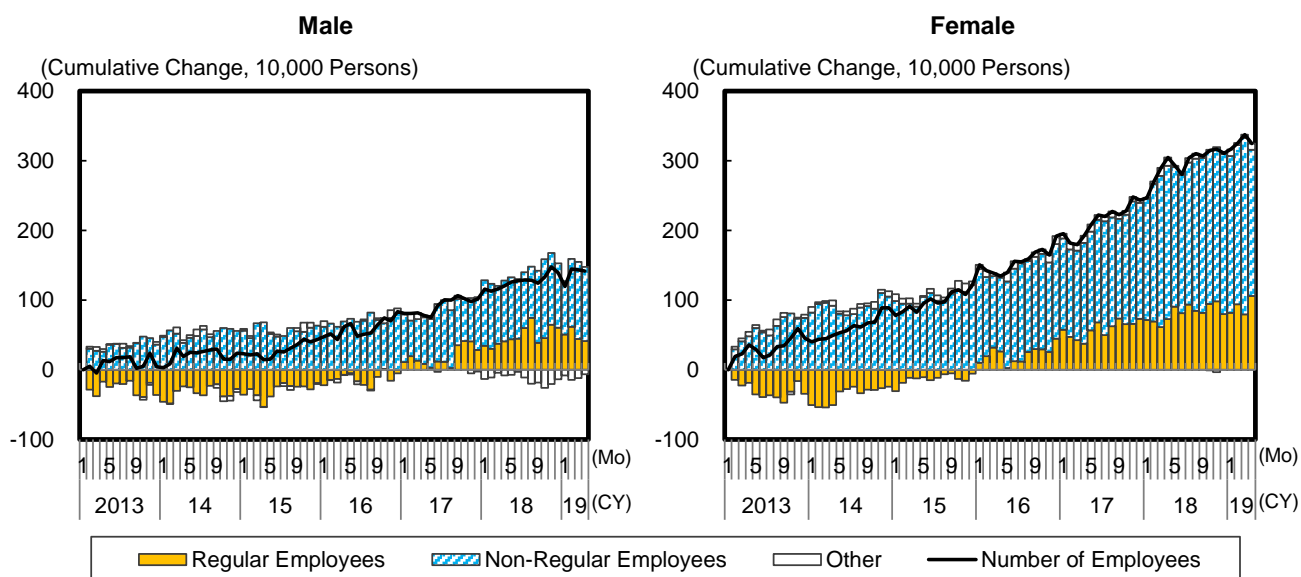 Male
(Cumulative Change, 10,000 Persons)
400
300
200
100
0
-100
1 5 9 1 5 9 1 5 9 1 5 9 1 5 9 1 5 9 1 (Mo)
2013 14 15 16 17 18 19 (CY)
Female
(Cumulative Change, 10,000 Persons)
400
300
200
100
0
-100
1 5 9 1 5 9 1 5 9 1 5 9 1 5 9 1 5 9 1 (Mo)
2013 14 15 16 17 18 19 (CY)
Regular Employees Non-Regular Employees Other Number of Employees